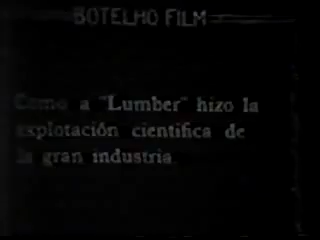 BOTELHO FILM
Como a "Lumber" hizo la
explotación cientifica de
la gran industria